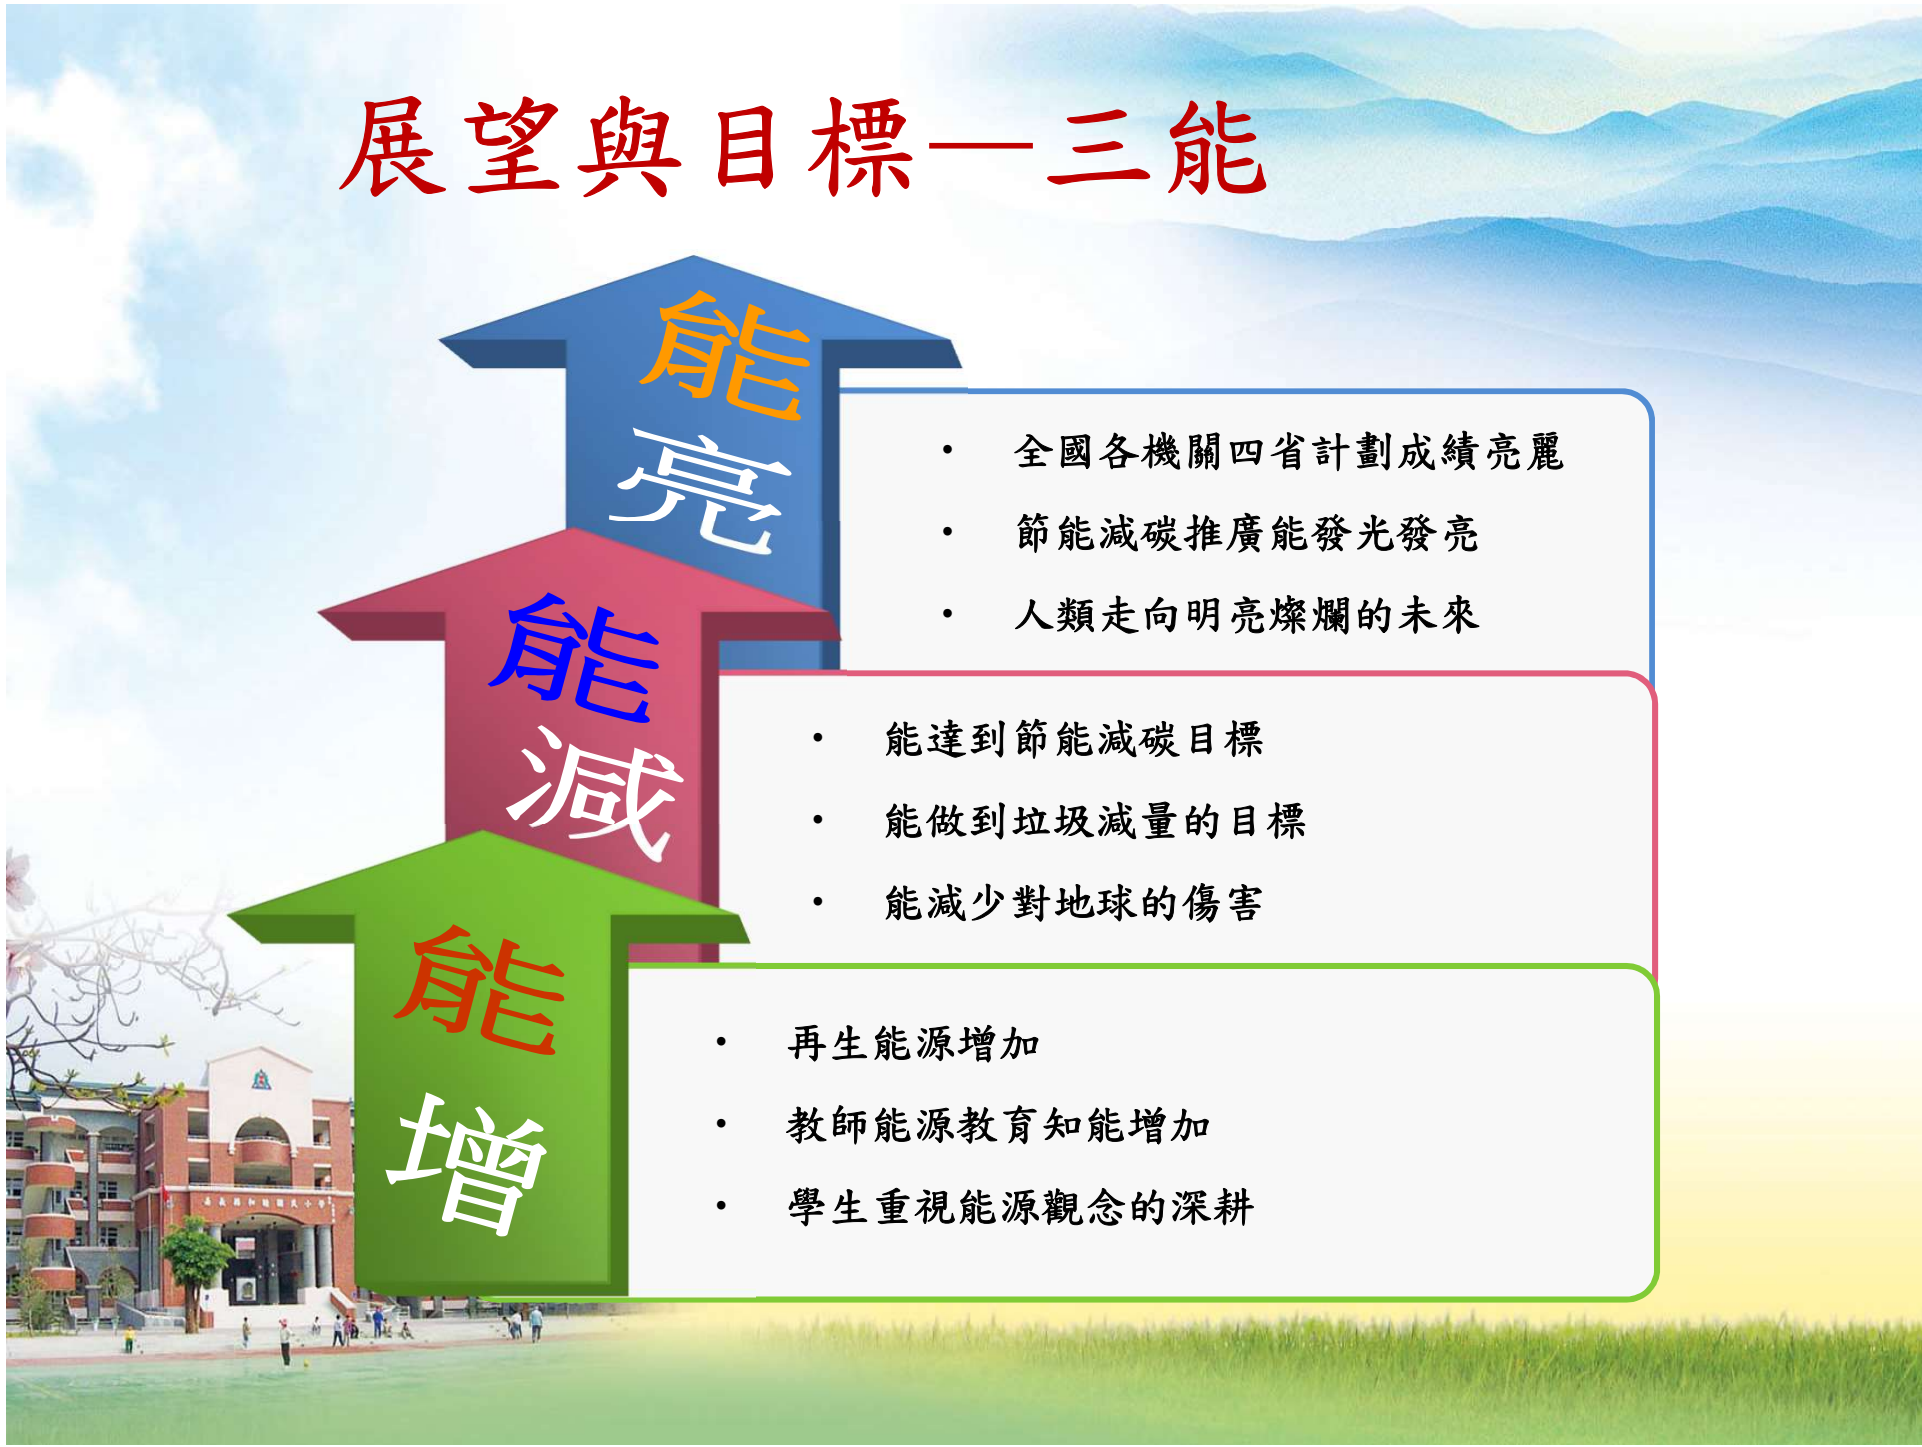 展望與目標—三能
能亮
全國各機關四省計劃成績亮麗
節能減碳推廣能發光發亮
人類走向明亮燦爛的未來
能減
能達到節能減碳目標
能做到垃圾減量的目標
能減少對地球的傷害
能增
再生能源增加
教師能源教育知能增加
學生重視能源觀念的深耕